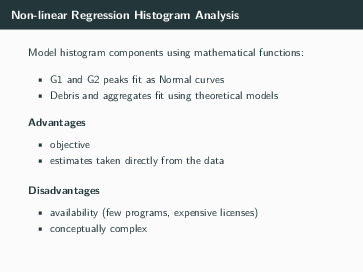 Non-linear Regression Histogram Analysis
Model histogram components using mathematical functions:
▪ G1 and G2 peaks fit as Normal curves
▪ Debris and aggregates fit using theoretical models
Advantages
▪ objective
▪ estimates taken directly from the data
Disadvantages
▪ availability (few programs, expensive licenses)
▪ conceptually complex